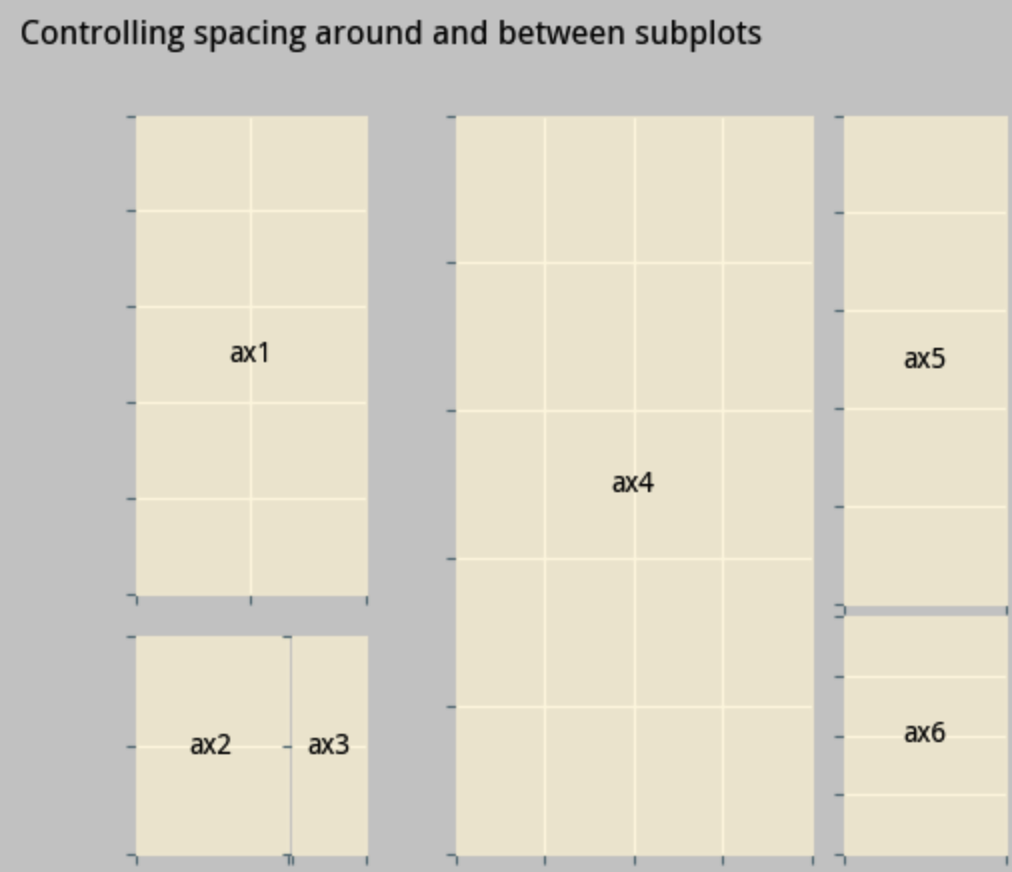 Controlling spacing around and between subplots
ax1
ax5
ax4
ax6
ax2
ax3